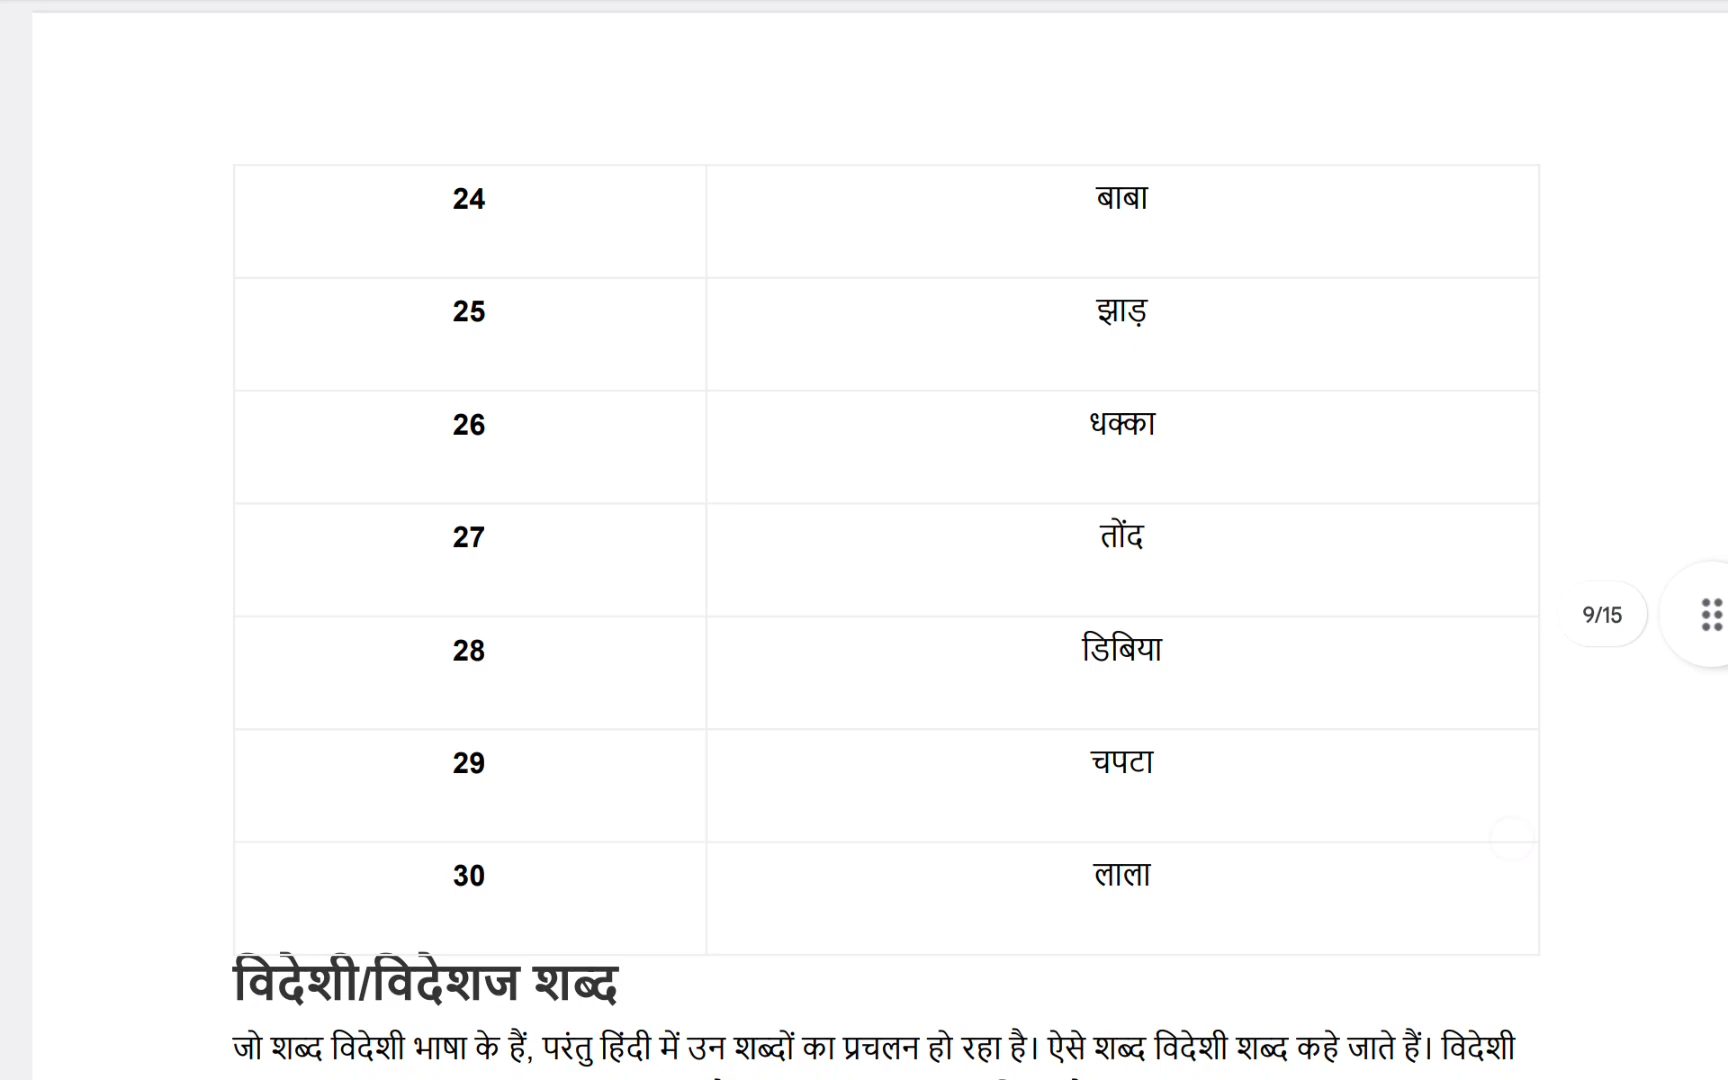 24 बाबा
25 झाड़
26 धक्का
27 तोंद
28 डिबिया
29 चपटा
30 लाला
9/15
विदेशी/विदेशज शब्द
जो शब्द विदेशी भाषा के हैं, परंतु हिंदी में उन शब्दों का प्रचलन हो रहा है। ऐसे शब्द विदेशी शब्द कहे जाते हैं। विदेशी